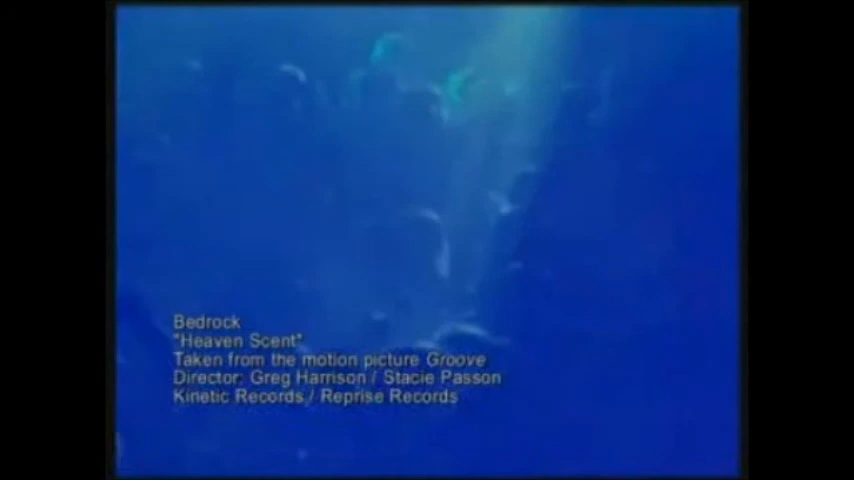 Bedrock
"Heaven Scent"
Taken from the motion picture Groove
Director: Greg Harrison / Stacie Passon
Kinetic Records / Reprise Records